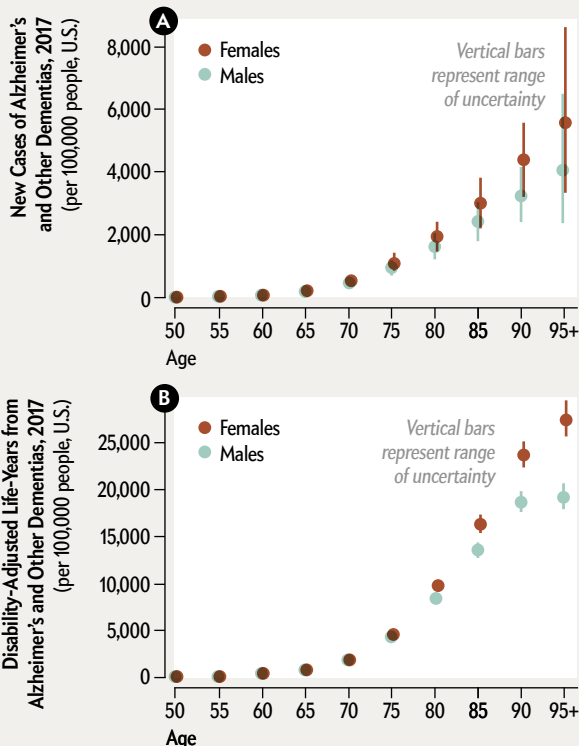 A
New Cases of Alzheimer's
and Other Dementias, 2017
(per 100,000 people, U.S.)
Females
Males
Vertical bars
represent range
of uncertainty
8,000
6,000
4,000
2,000
0
50 55 60 65 70 75 80 85 90 95+
Age
B
Disability-Adjusted Life-Years from
Alzheimer's and Other Dementias, 2017
(per 100,000 people, U.S.)
Females
Males
Vertical bars
represent range
of uncertainty
25,000
20,000
15,000
10,000
5,000
0
50 55 60 65 70 75 80 85 90 95+
Age